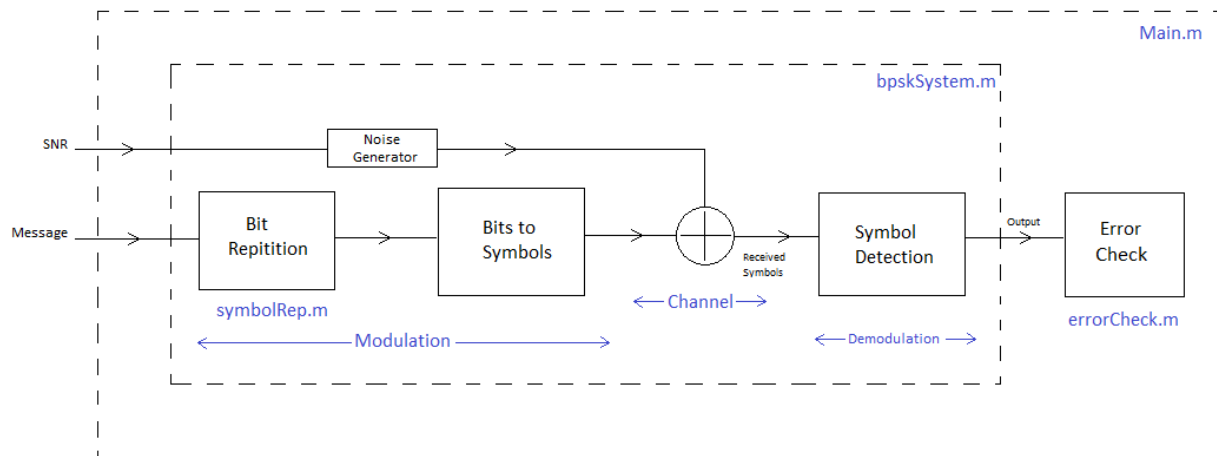 Main.m
bpskSystem.m
SNR
Noise
Generator
Message
Bit
Repitition
Bits to
Symbols
Received
Symbols
Symbol
Detection
Output
Error
Check
symbolRep.m
Channel
errorCheck.m
Modulation
Demodulation